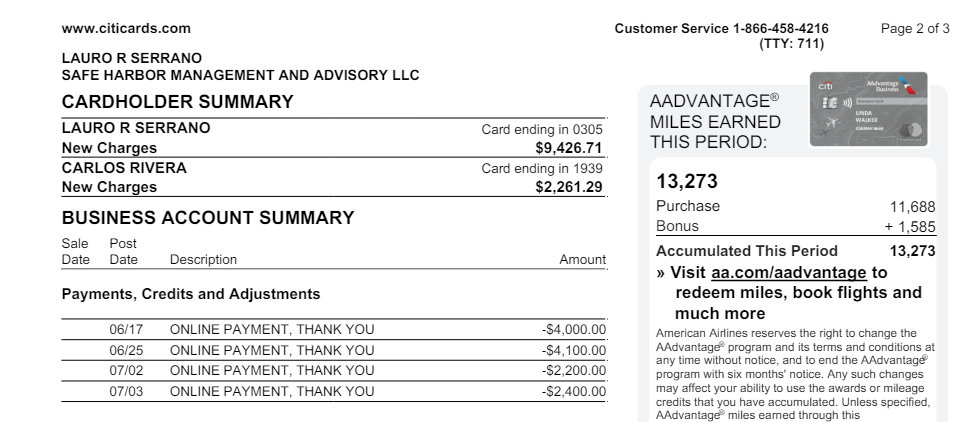 www.citicards.com
Customer Service 1-866-458-4216
(TTY: 711)
Page 2 of 3
LAURO R SERRANO
SAFE HARBOR MANAGEMENT AND ADVISORY LLC
CARDHOLDER SUMMARY
LAURO R SERRANO Card ending in 0305
New Charges $9,426.71
CARLOS RIVERA Card ending in 1939
New Charges $2,261.29
BUSINESS ACCOUNT SUMMARY
Sale Post
Date Date Description Amount
Payments, Credits and Adjustments
06/17 ONLINE PAYMENT, THANK YOU -$4,000.00
06/25 ONLINE PAYMENT, THANK YOU -$4,100.00
07/02 ONLINE PAYMENT, THANK YOU -$2,200.00
07/03 ONLINE PAYMENT, THANK YOU -$2,400.00
AADVANTAGE®
MILES EARNED
THIS PERIOD:
citi
AAdvantage
Business
LINDA
WALKER
13,273
Purchase 11,688
Bonus + 1,585
Accumulated This Period 13,273
» Visit aa.com/aadvantage to
redeem miles, book flights and
much more
American Airlines reserves the right to change the
AAdvantage® program and its terms and conditions at
any time without notice, and to end the AAdvantage®
program with six months' notice. Any such changes
may affect your ability to use the awards or mileage
credits that you have accumulated. Unless specified,
AAdvantage® miles earned through this